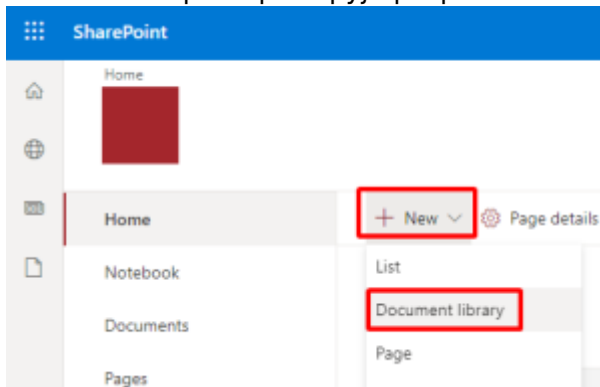 SharePoint
Home
Home
+ New
Page details
Notebook
List
Documents
Document library
Page
Pages